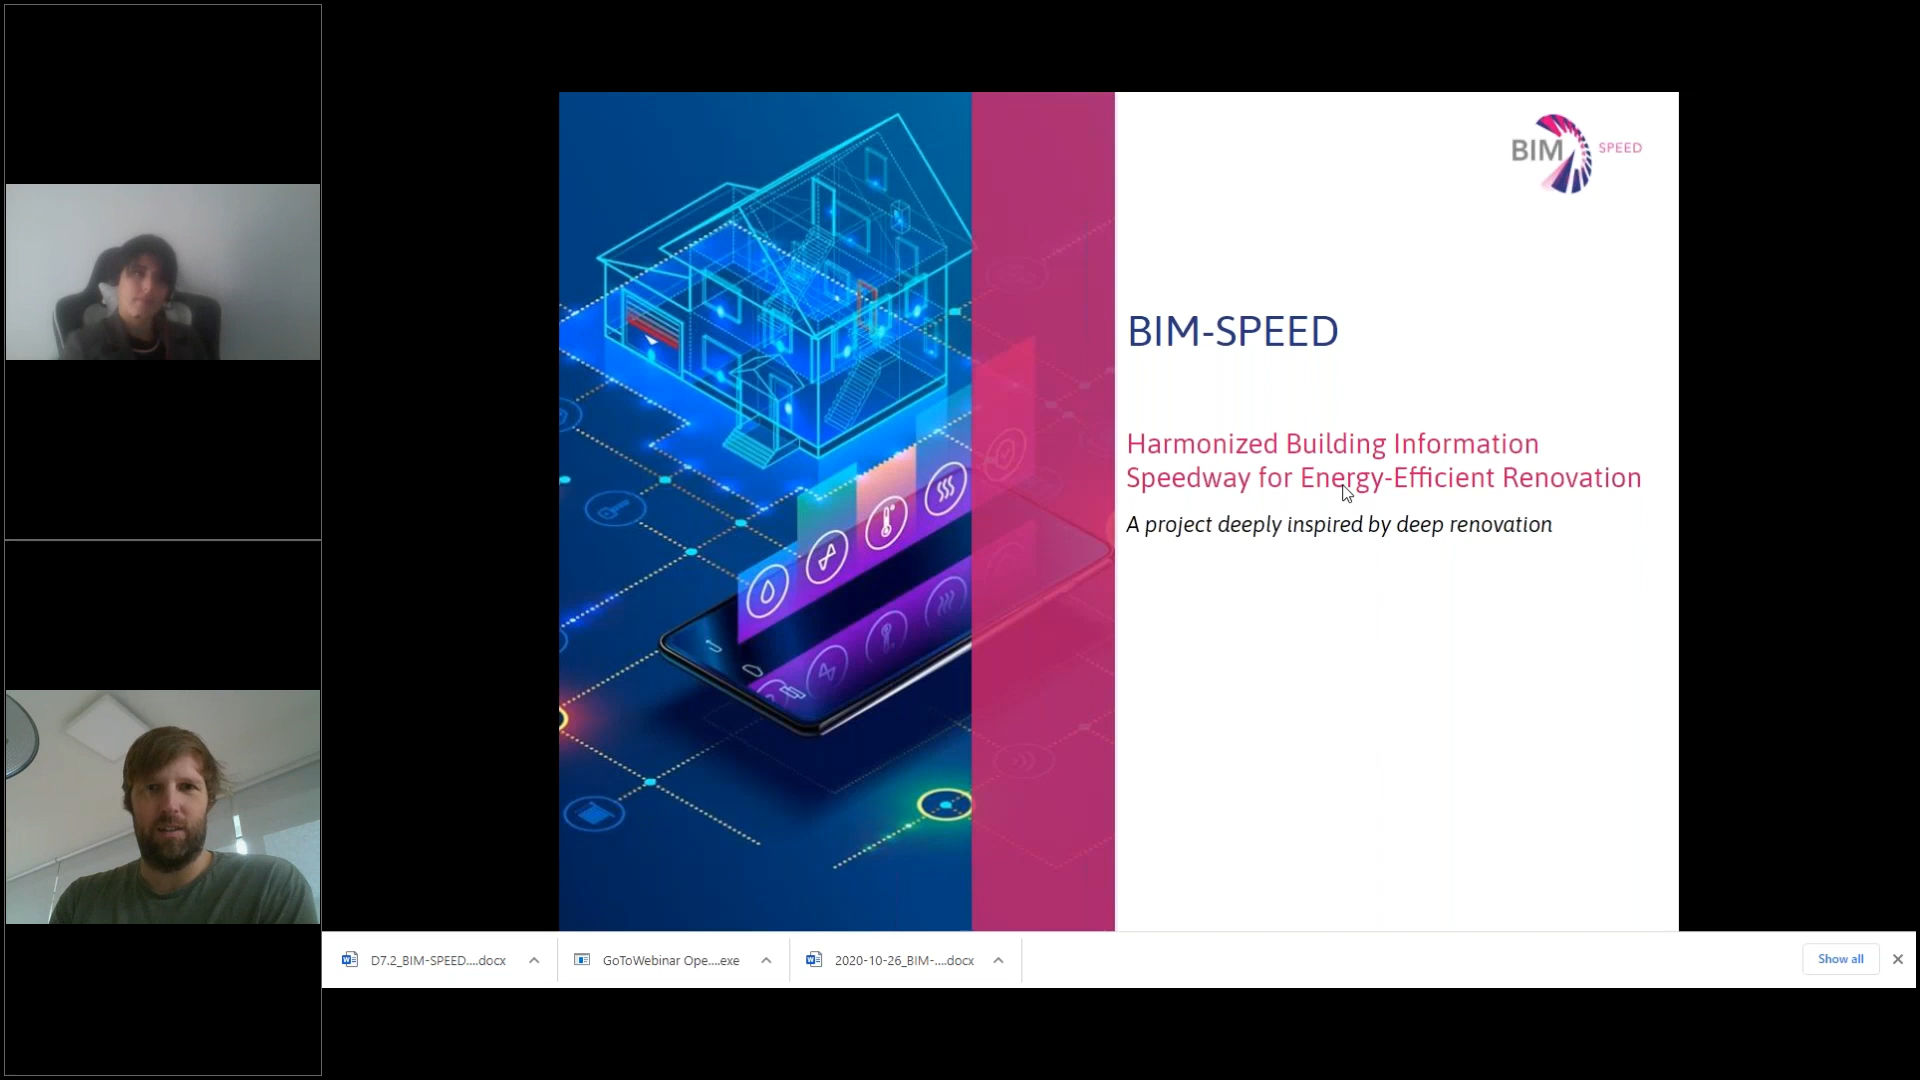 BIM SPEED
BIM-SPEED
Harmonized Building Information
Speedway for Energy-Efficient Renovation
A project deeply inspired by deep renovation
D7.2_BIM-SPEED....docx
GoToWebinar Ope....exe
2020-10-26_BIM-....docx
Show all